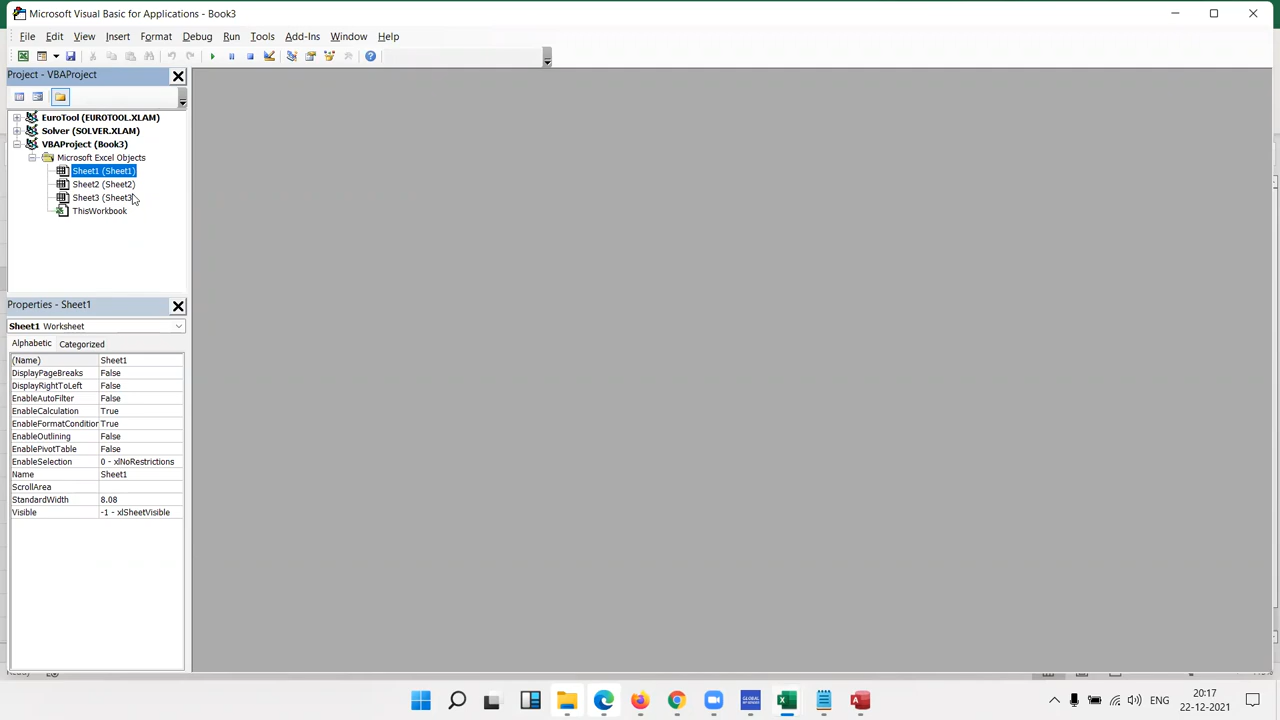 Microsoft Visual Basic for Applications - Book3
File Edit View Insert Format Debug Run Tools Add-Ins Window Help
Project - VBAProject
EuroTool (EUROTOOL.XLAM)
Solver (SOLVER.XLAM)
VBAProject (Book3)
Microsoft Excel Objects
Sheet1 (Sheet1)
Sheet2 (Sheet2)
Sheet3 (Sheet3
ThisWorkbook
Properties - Sheet1
Sheet1 Worksheet
Alphabetic Categorized
(Name) Sheet1
DisplayPageBreaks False
DisplayRightToLeft False
EnableAutoFilter False
EnableCalculation True
EnableFormatCondition True
EnableOutlining False
EnablePivotTable False
EnableSelection 0 - xlNoRestrictions
Name Sheet1
ScrollArea
StandardWidth 8.08
Visible -1 - xlSheetVisible
GLOBAL
ENG
20:17
22-12-2021